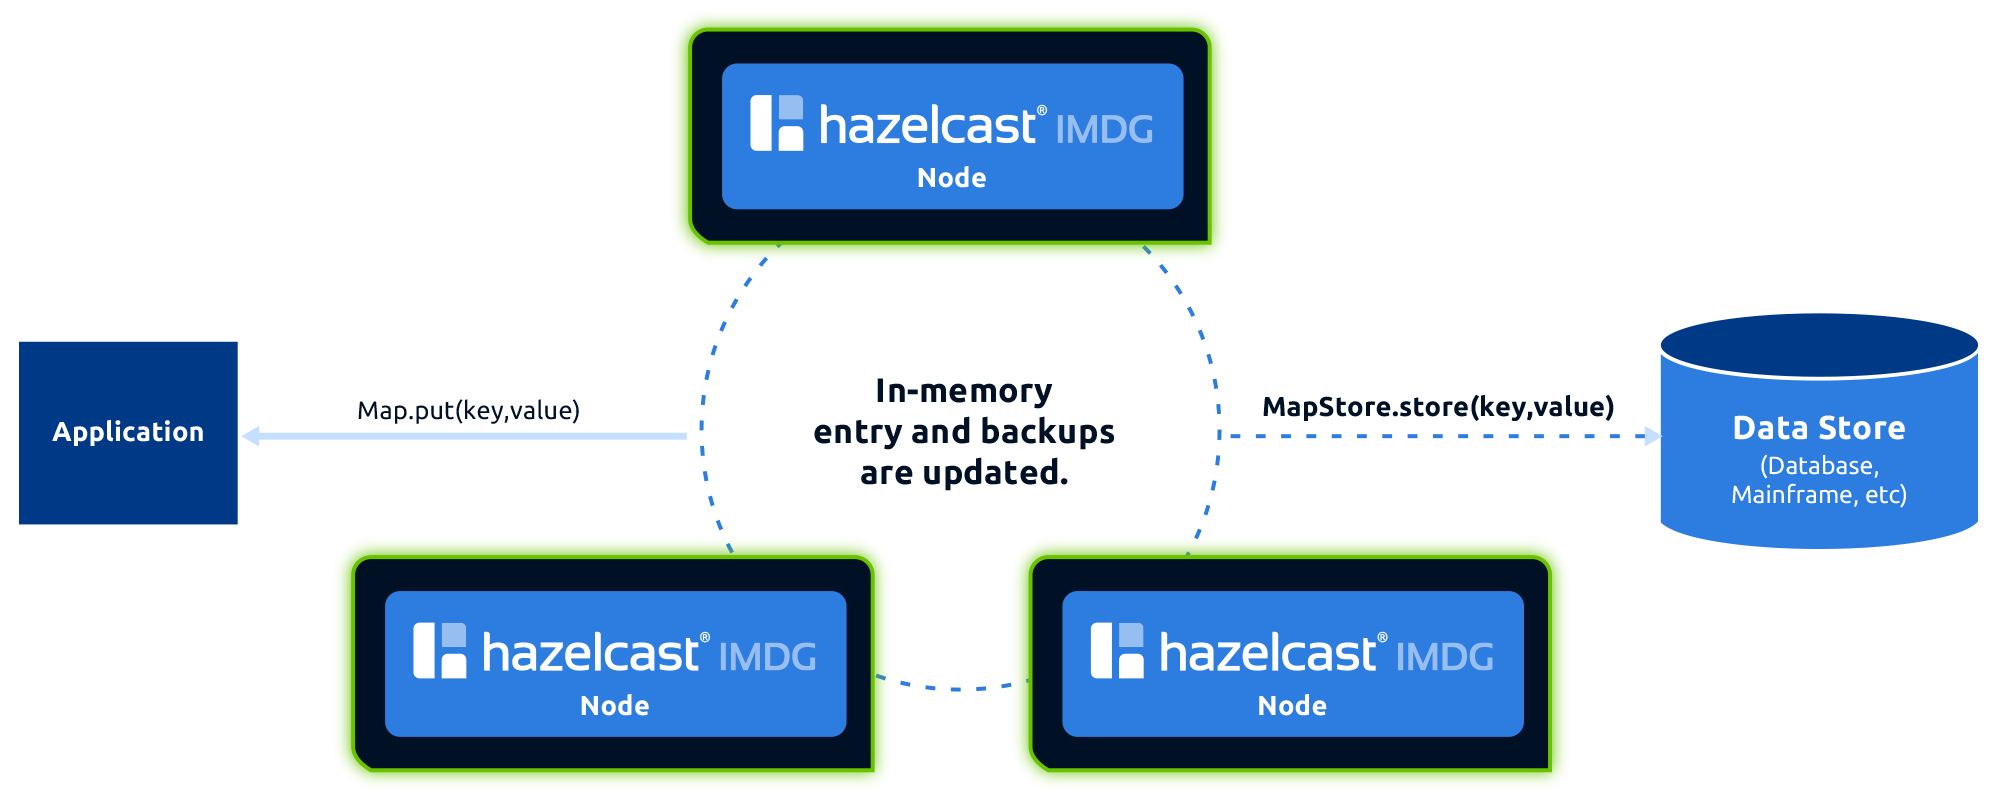 hazelcast® IMDG
Node
Application
Map.put(key,value)
In-memory
entry and backups
are updated.
MapStore.store(key,value)
Data Store
(Database,
Mainframe, etc)
hazelcast® IMDG
Node
hazelcast® IMDG
Node